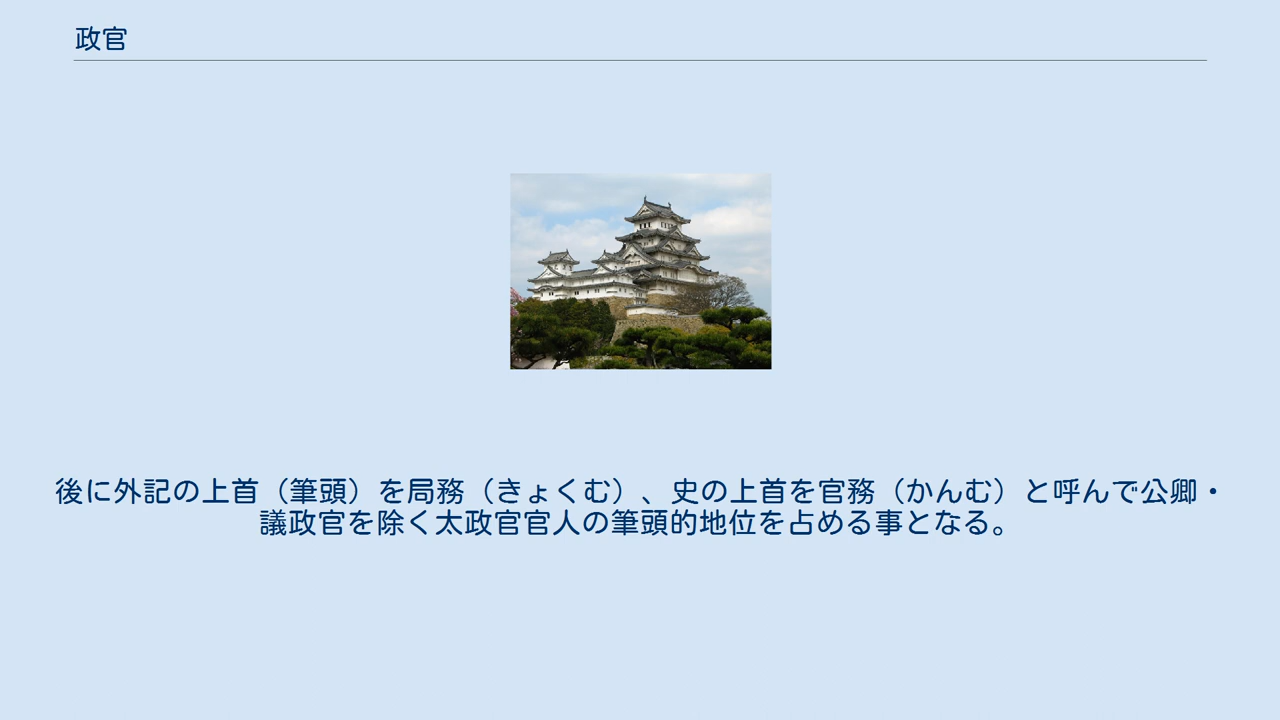 政官
後に外記の上首（筆頭）を局務（きょくむ）、史の上首を官務（かんむ）と呼んで公卿・
議政官を除く太政官官人の筆頭的地位を占める事となる。